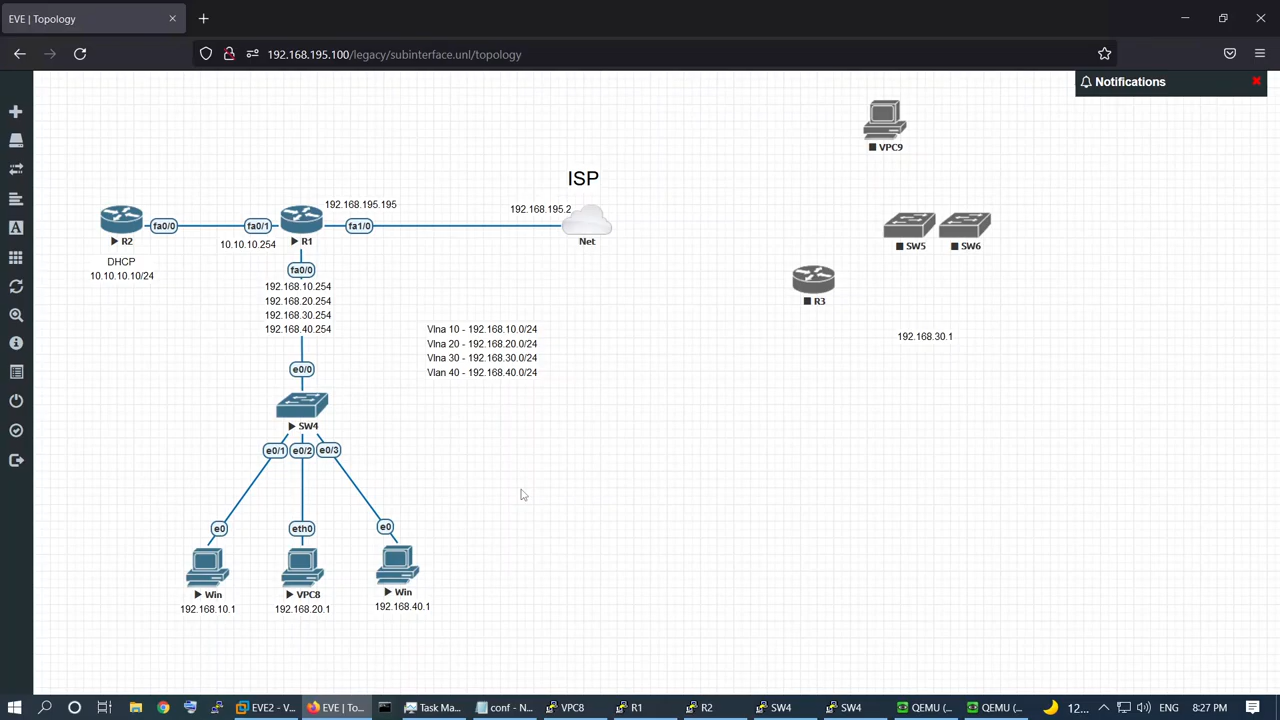 EVE | Topology
192.168.195.100/legacy/subinterface.unl/topology
Notifications
VPC9
ISP
192.168.195.195
192.168.195.2
fa0/0
fa0/1
fa1/0
SW5
SW6
R2
10.10.10.254
R1
Net
DHCP
10.10.10.10/24
fa0/0
R3
192.168.10.254
192.168.20.254
192.168.30.254
192.168.40.254
Vlna 10 - 192.168.10.0/24
Vlna 20 - 192.168.20.0/24
Vlna 30 - 192.168.30.0/24
Vlan 40 - 192.168.40.0/24
192.168.30.1
e0/0
SW4
e0/1
e0/2
e0/3
e0
eth0
e0
Win
VPC8
Win
192.168.10.1
192.168.20.1
192.168.40.1
EVE2 - V...
EVE | To...
Task Ma...
conf - N...
VPC8
R1
R2
SW4
SW4
QEMU (...
QEMU (...
12...
ENG
8:27 PM